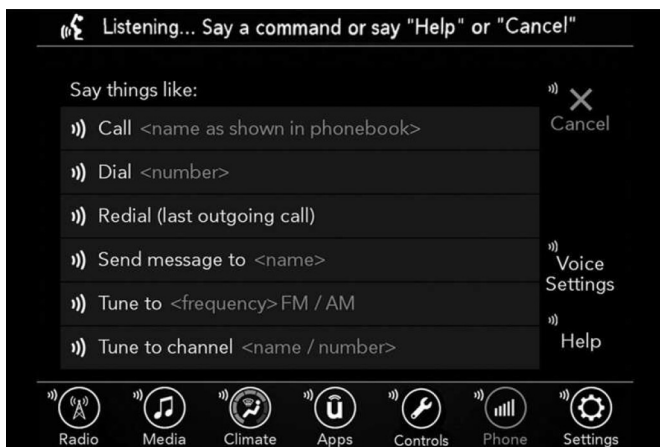 Listening... Say a command or say "Help" or "Cancel"
Say things like:
Call <name as shown in phonebook>
Dial <number>
Redial (last outgoing call)
Send message to <name>
Tune to <frequency> FM / AM
Tune to channel <name / number>
Cancel
Voice
Settings
Help
Radio Media Climate Apps Controls Phone Settings